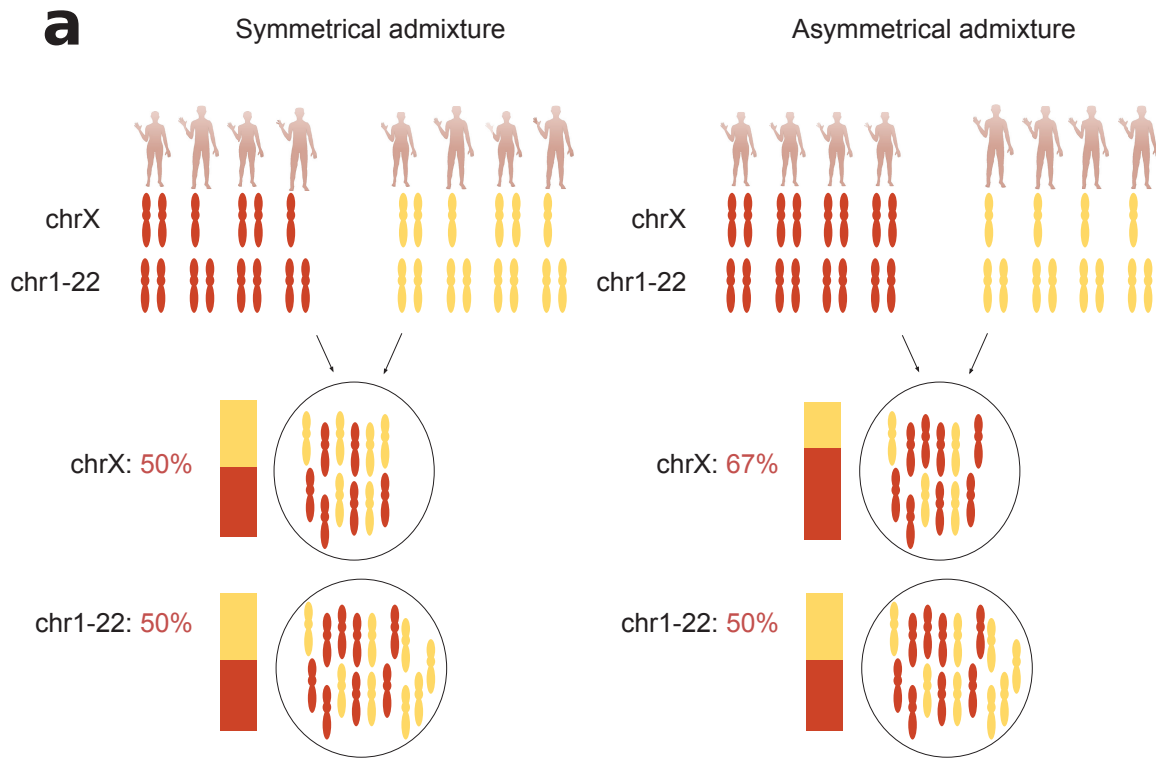 a
Symmetrical admixture
Asymmetrical admixture
chrX
chr1-22
chrX
chr1-22
chrX: 50%
chrX: 67%
chr1-22: 50%
chr1-22: 50%